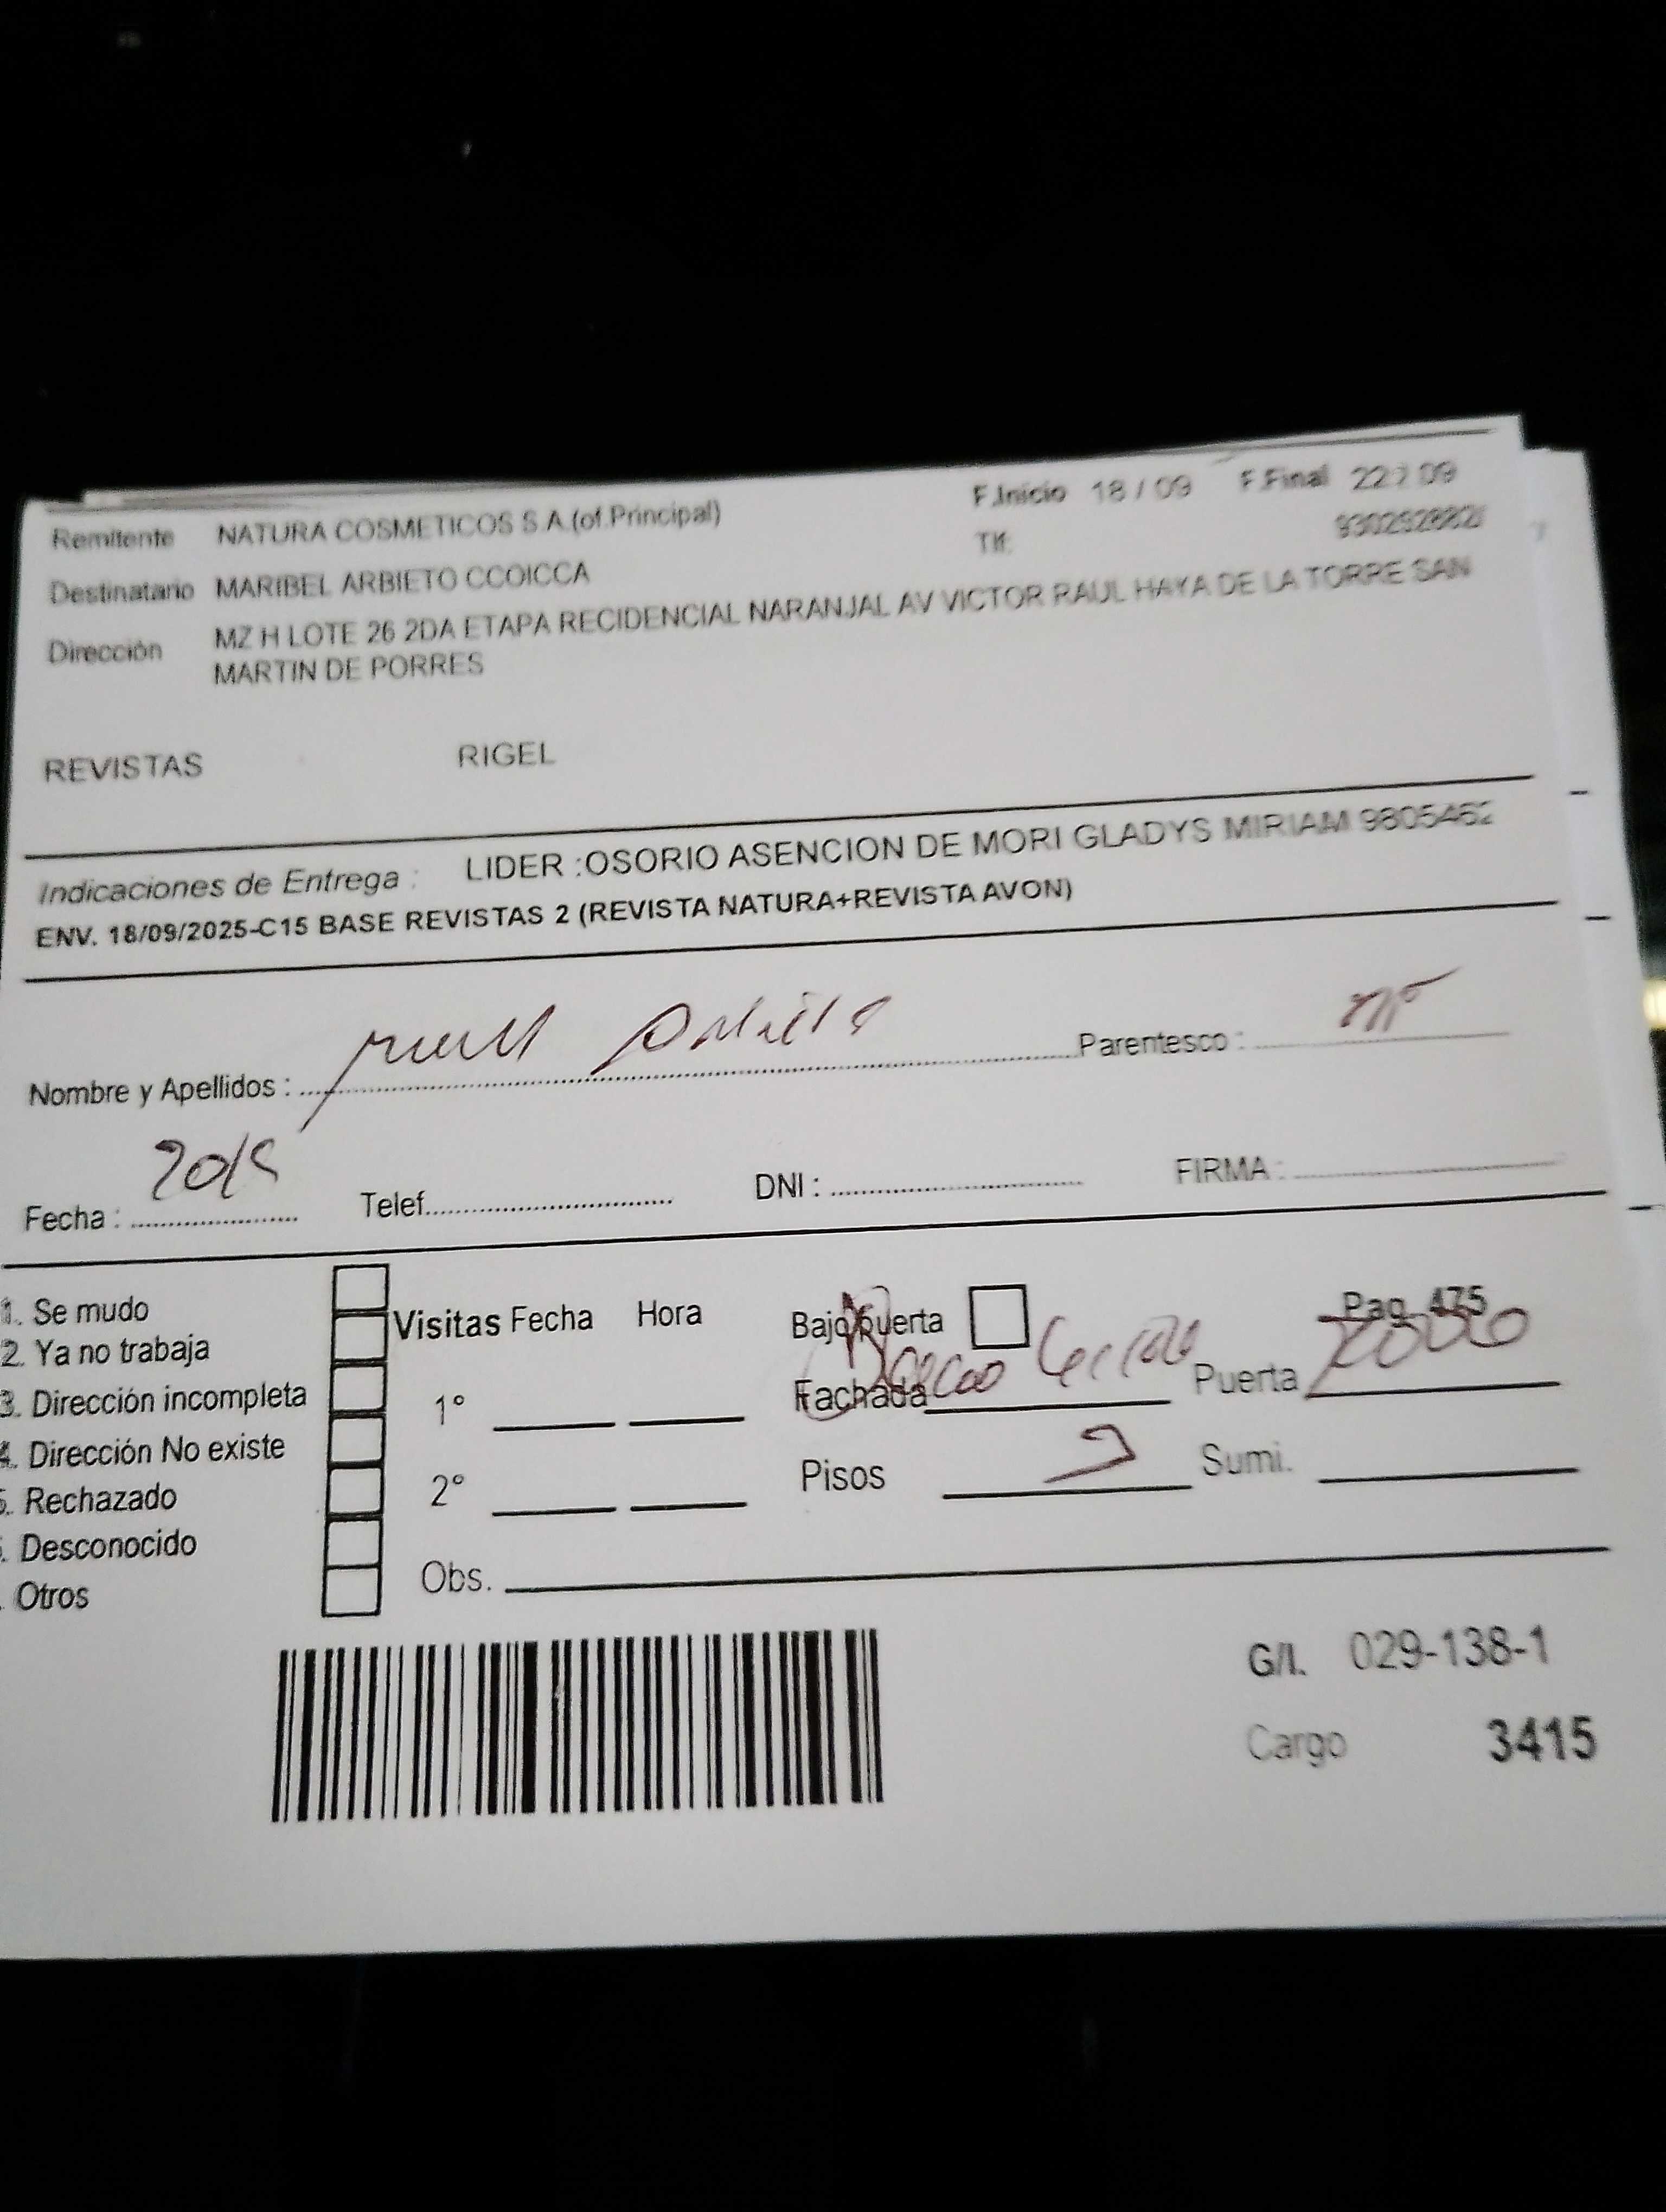 F.Inicio 18 / 09 F.Final 22 / 09
Remitente NATURA COSMETICOS S.A.(of.Principal)
Tlf:
Destinatario MARIBEL ARBIETO CCOICCA
Dirección MZ H LOTE 26 2DA ETAPA RECIDENCIAL NARANJAL AV VICTOR RAUL HAYA DE LA TORRE SAN
MARTIN DE PORRES
REVISTAS RIGEL
Indicaciones de Entrega : LIDER :OSORIO ASENCION DE MORI GLADYS MIRIAM 9805462
ENV. 18/09/2025-C15 BASE REVISTAS 2 (REVISTA NATURA+REVISTA AVON)
Nombre y Apellidos : Parentesco :
Fecha : Telef. DNI : FIRMA :
1. Se mudo
2. Ya no trabaja
3. Dirección incompleta
4. Dirección No existe
5. Rechazado
. Desconocido
. Otros
Visitas Fecha Hora
1°
2°
Obs.
Bajo puerta Pag. 475
Fachada Puerta
Pisos 2 Sumi.
G/I. 029-138-1
Cargo 3415